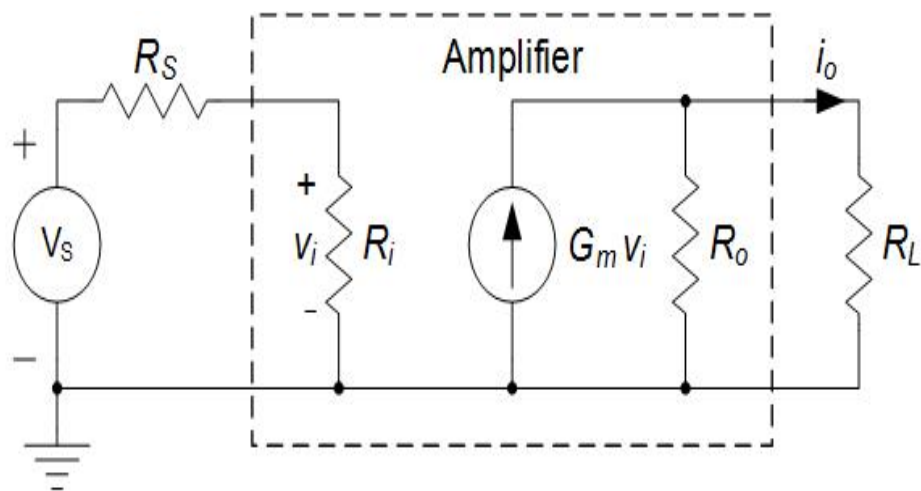 Amplifier
R_S
i_o
+
+
v_i
R_i
-
V_S
G_m v_i
R_o
R_L
−